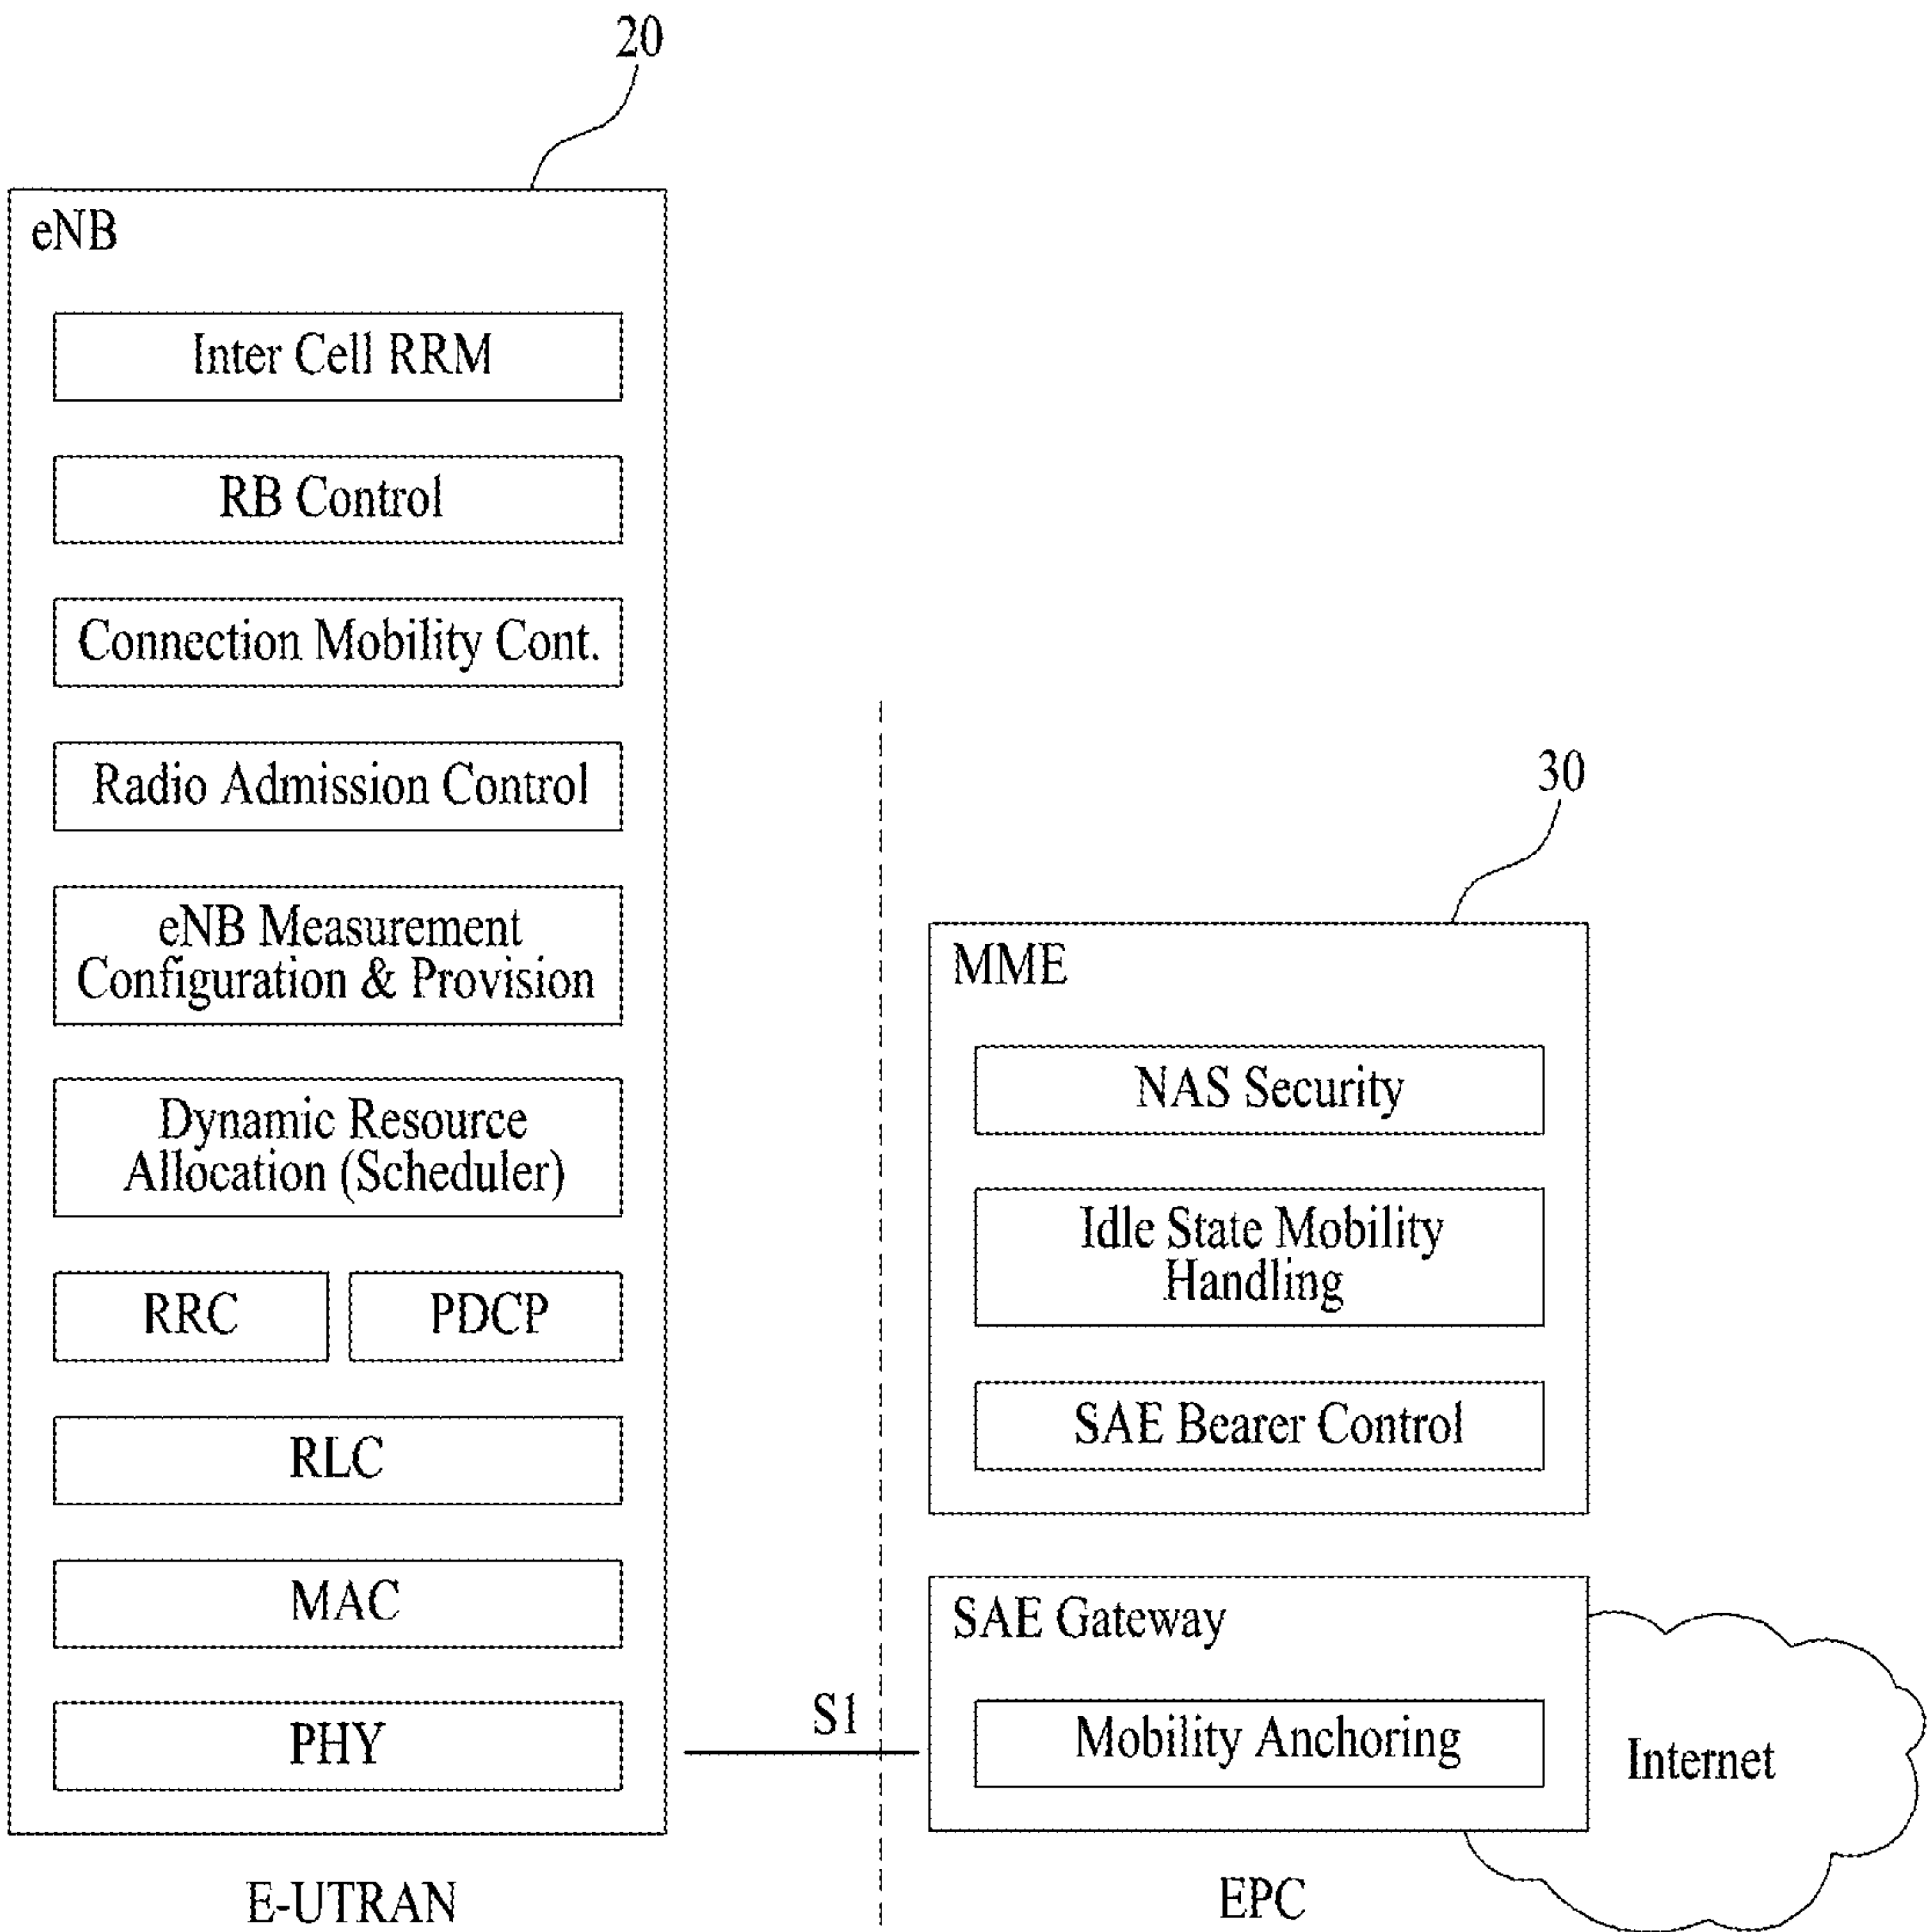 20
eNB
Inter Cell RRM
RB Control
Connection Mobility Cont.
Radio Admission Control
eNB Measurement
Configuration & Provision
Dynamic Resource
Allocation (Scheduler)
RRC
PDCP
RLC
MAC
PHY
E-UTRAN
S1
30
MME
NAS Security
Idle State Mobility
Handling
SAE Bearer Control
SAE Gateway
Mobility Anchoring
Internet
EPC